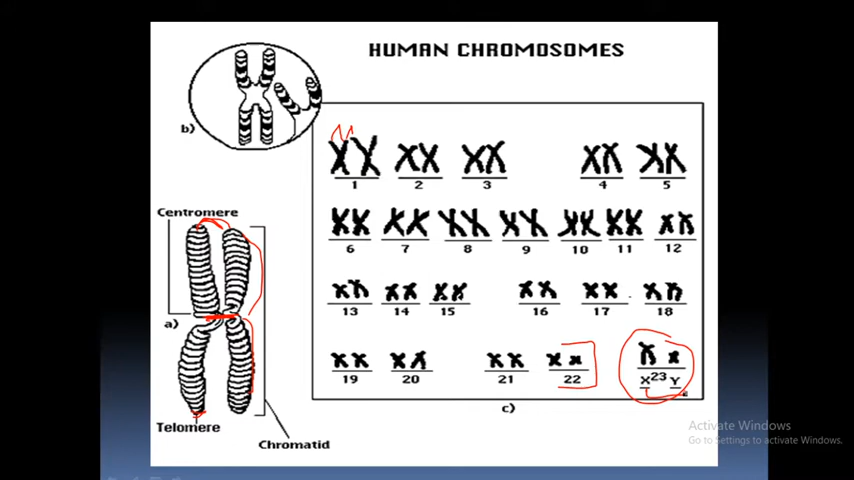 HUMAN CHROMOSOMES
b)
1 2 3 4 5
Centromere
6 7 8 9 10 11 12
13 14 15 16 17 18
a)
19 20 21 22 X 23 Y
c)
Telomere
Chromatid
Activate Windows
Go to Settings to activate Windows.